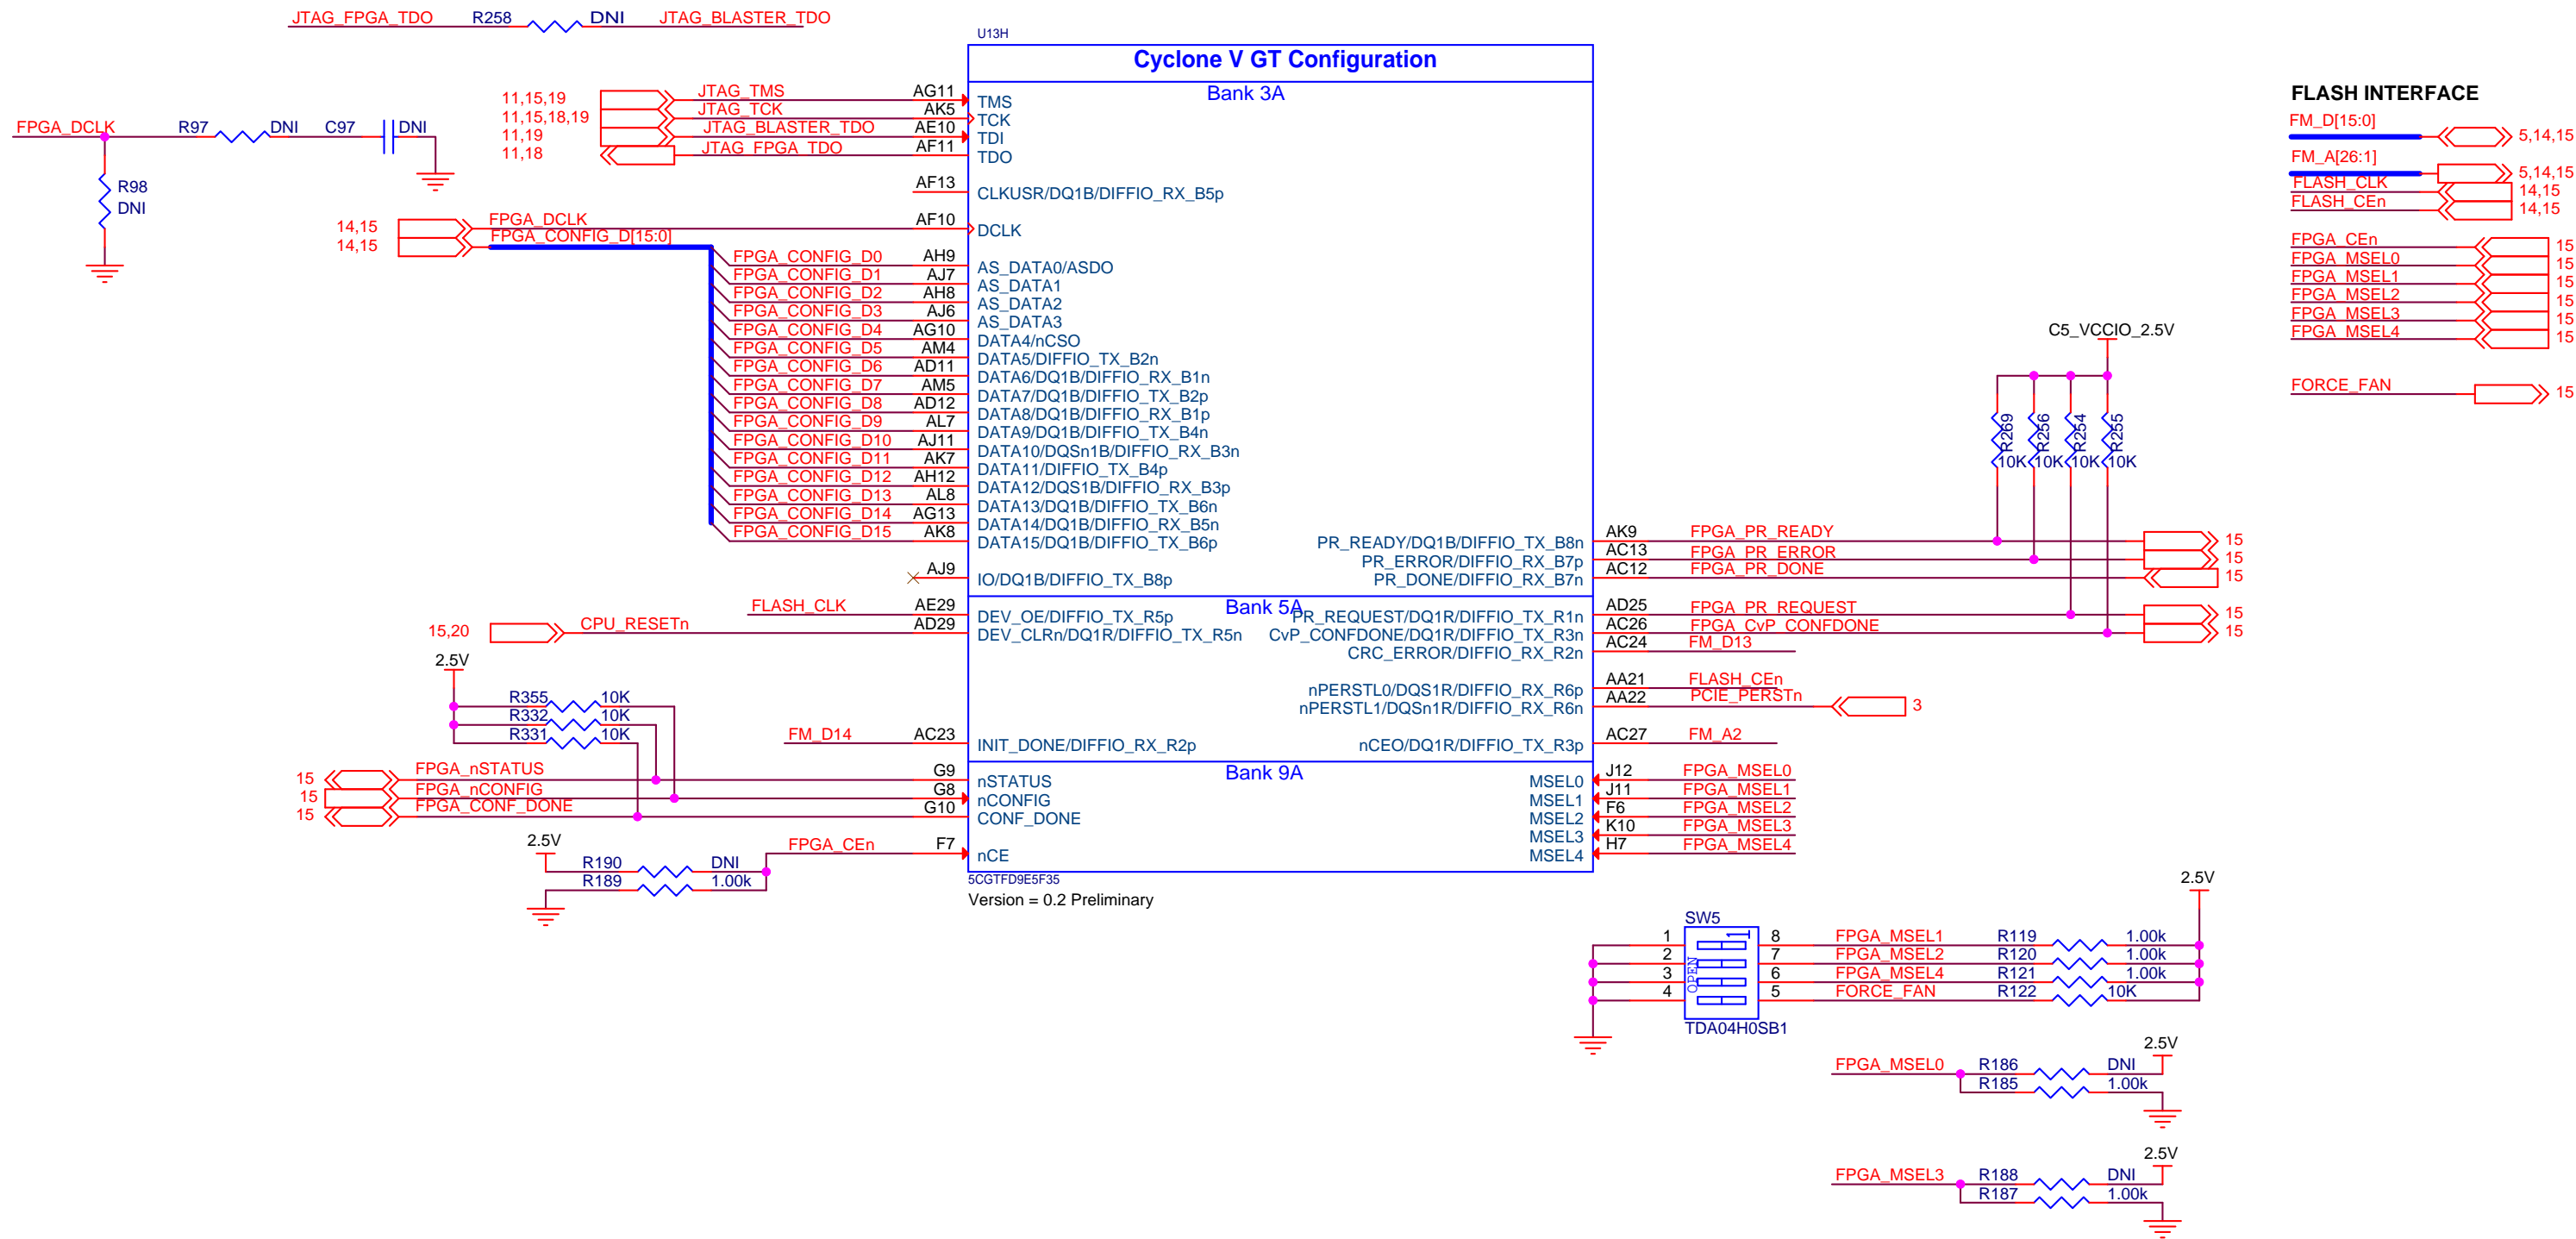 JTAG_FPGA_TDO R258 DNI JTAG_BLASTER_TDO
FPGA_DCLK R97 DNI C97 DNI
R98
DNI
U13H
Cyclone V GT Configuration
Bank 3A
11,15,19 JTAG_TMS AG11 TMS
11,15,18,19 JTAG_TCK AK5 TCK
11,19 JTAG_BLASTER_TDO AE10 TDI
11,18 JTAG_FPGA_TDO AF11 TDO
AF13 CLKUSR/DQ1B/DIFFIO_RX_B5p
14,15 FPGA_DCLK AF10 DCLK
14,15 FPGA_CONFIG_D[15:0]
FPGA_CONFIG_D0 AH9 AS_DATA0/ASDO
FPGA_CONFIG_D1 AJ7 AS_DATA1
FPGA_CONFIG_D2 AH8 AS_DATA2
FPGA_CONFIG_D3 AJ6 AS_DATA3
FPGA_CONFIG_D4 AG10 DATA4/nCSO
FPGA_CONFIG_D5 AM4 DATA5/DIFFIO_TX_B2n
FPGA_CONFIG_D6 AD11 DATA6/DQ1B/DIFFIO_RX_B1n
FPGA_CONFIG_D7 AM5 DATA7/DQ1B/DIFFIO_TX_B2p
FPGA_CONFIG_D8 AD12 DATA8/DQ1B/DIFFIO_RX_B1p
FPGA_CONFIG_D9 AL7 DATA9/DQ1B/DIFFIO_TX_B4n
FPGA_CONFIG_D10 AJ11 DATA10/DQSn1B/DIFFIO_RX_B3n
FPGA_CONFIG_D11 AK7 DATA11/DIFFIO_TX_B4p
FPGA_CONFIG_D12 AH12 DATA12/DQS1B/DIFFIO_RX_B3p
FPGA_CONFIG_D13 AL8 DATA13/DQ1B/DIFFIO_TX_B6n
FPGA_CONFIG_D14 AG13 DATA14/DQ1B/DIFFIO_RX_B5n
FPGA_CONFIG_D15 AK8 DATA15/DQ1B/DIFFIO_TX_B6p
AJ9 IO/DQ1B/DIFFIO_TX_B8p
PR_READY/DQ1B/DIFFIO_TX_B8n AK9 FPGA_PR_READY 15
PR_ERROR/DIFFIO_RX_B7p AC13 FPGA_PR_ERROR 15
PR_DONE/DIFFIO_RX_B7n AC12 FPGA_PR_DONE 15
C5_VCCIO_2.5V
R269 R256 R254 R255
10K 10K 10K 10K
Bank 5A
FLASH_CLK AE29 DEV_OE/DIFFIO_TX_R5p
15,20 CPU_RESETn AD29 DEV_CLRn/DQ1R/DIFFIO_TX_R5n
PR_REQUEST/DQ1R/DIFFIO_TX_R1n AD25 FPGA_PR_REQUEST 15
CvP_CONFDONE/DQ1R/DIFFIO_TX_R3n AC26 FPGA_CvP_CONFDONE 15
CRC_ERROR/DIFFIO_RX_R2n AC24 FM_D13
nPERSTL0/DQS1R/DIFFIO_RX_R6p AA21 FLASH_CEn
nPERSTL1/DQSn1R/DIFFIO_RX_R6n AA22 PCIE_PERSTn 3
FM_D14 AC23 INIT_DONE/DIFFIO_RX_R2p
nCEO/DQ1R/DIFFIO_TX_R3p AC27 FM_A2
2.5V
R355 10K
R332 10K
R331 10K
Bank 9A
15 FPGA_nSTATUS G9 nSTATUS
15 FPGA_nCONFIG G8 nCONFIG
15 FPGA_CONF_DONE G10 CONF_DONE
FPGA_CEn F7 nCE
2.5V
R190 DNI
R189 1.00k
MSEL0 J12 FPGA_MSEL0
MSEL1 J11 FPGA_MSEL1
MSEL2 F6 FPGA_MSEL2
MSEL3 K10 FPGA_MSEL3
MSEL4 H7 FPGA_MSEL4
5CGTFD9E5F35
Version = 0.2 Preliminary
FLASH INTERFACE
FM_D[15:0] 5,14,15
FM_A[26:1] 5,14,15
FLASH_CLK 14,15
FLASH_CEn 14,15
FPGA_CEn 15
FPGA_MSEL0 15
FPGA_MSEL1 15
FPGA_MSEL2 15
FPGA_MSEL3 15
FPGA_MSEL4 15
FORCE_FAN 15
2.5V
SW5
1 1 8 FPGA_MSEL1 R119 1.00k
2 7 FPGA_MSEL2 R120 1.00k
3 6 FPGA_MSEL4 R121 1.00k
4 5 FORCE_FAN R122 10K
OPEN
TDA04H0SB1
2.5V
FPGA_MSEL0 R186 DNI
R185 1.00k
2.5V
FPGA_MSEL3 R188 DNI
R187 1.00k